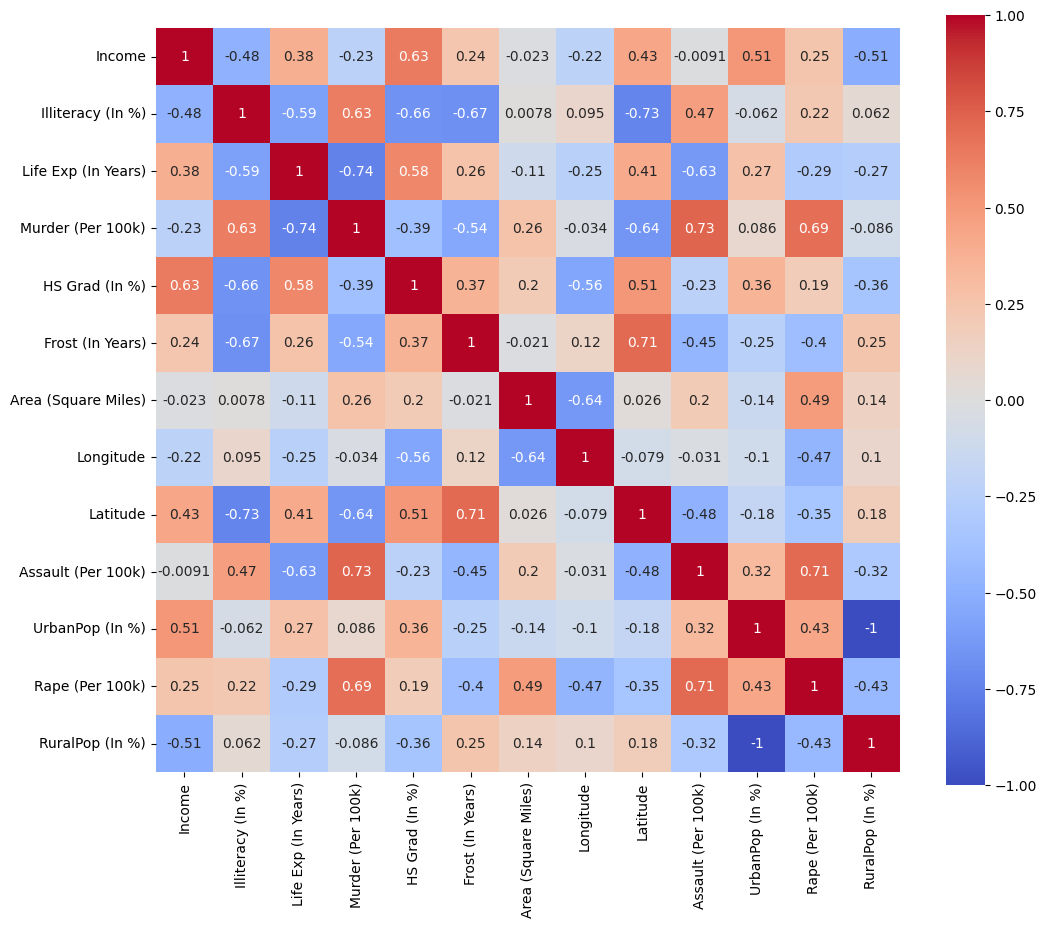 Income 1 -0.48 0.38 -0.23 0.63 0.24 -0.023 -0.22 0.43 -0.0091 0.51 0.25 -0.51
Illiteracy (In %) -0.48 1 -0.59 0.63 -0.66 -0.67 0.0078 0.095 -0.73 0.47 -0.062 0.22 0.062
Life Exp (In Years) 0.38 -0.59 1 -0.74 0.58 0.26 -0.11 -0.25 0.41 -0.63 0.27 -0.29 -0.27
Murder (Per 100k) -0.23 0.63 -0.74 1 -0.39 -0.54 0.26 -0.034 -0.64 0.73 0.086 0.69 -0.086
HS Grad (In %) 0.63 -0.66 0.58 -0.39 1 0.37 0.2 -0.56 0.51 -0.23 0.36 0.19 -0.36
Frost (In Years) 0.24 -0.67 0.26 -0.54 0.37 1 -0.021 0.12 0.71 -0.45 -0.25 -0.4 0.25
Area (Square Miles) -0.023 0.0078 -0.11 0.26 0.2 -0.021 1 -0.64 0.026 0.2 -0.14 0.49 0.14
Longitude -0.22 0.095 -0.25 -0.034 -0.56 0.12 -0.64 1 -0.079 -0.031 -0.1 -0.47 0.1
Latitude 0.43 -0.73 0.41 -0.64 0.51 0.71 0.026 -0.079 1 -0.48 -0.18 -0.35 0.18
Assault (Per 100k) -0.0091 0.47 -0.63 0.73 -0.23 -0.45 0.2 -0.031 -0.48 1 0.32 0.71 -0.32
UrbanPop (In %) 0.51 -0.062 0.27 0.086 0.36 -0.25 -0.14 -0.1 -0.18 0.32 1 0.43 -1
Rape (Per 100k) 0.25 0.22 -0.29 0.69 0.19 -0.4 0.49 -0.47 -0.35 0.71 0.43 1 -0.43
RuralPop (In %) -0.51 0.062 -0.27 -0.086 -0.36 0.25 0.14 0.1 0.18 -0.32 -1 -0.43 1
Income
Illiteracy (In %)
Life Exp (In Years)
Murder (Per 100k)
HS Grad (In %)
Frost (In Years)
Area (Square Miles)
Longitude
Latitude
Assault (Per 100k)
UrbanPop (In %)
Rape (Per 100k)
RuralPop (In %)
1.00
0.75
0.50
0.25
0.00
−0.25
−0.50
−0.75
−1.00